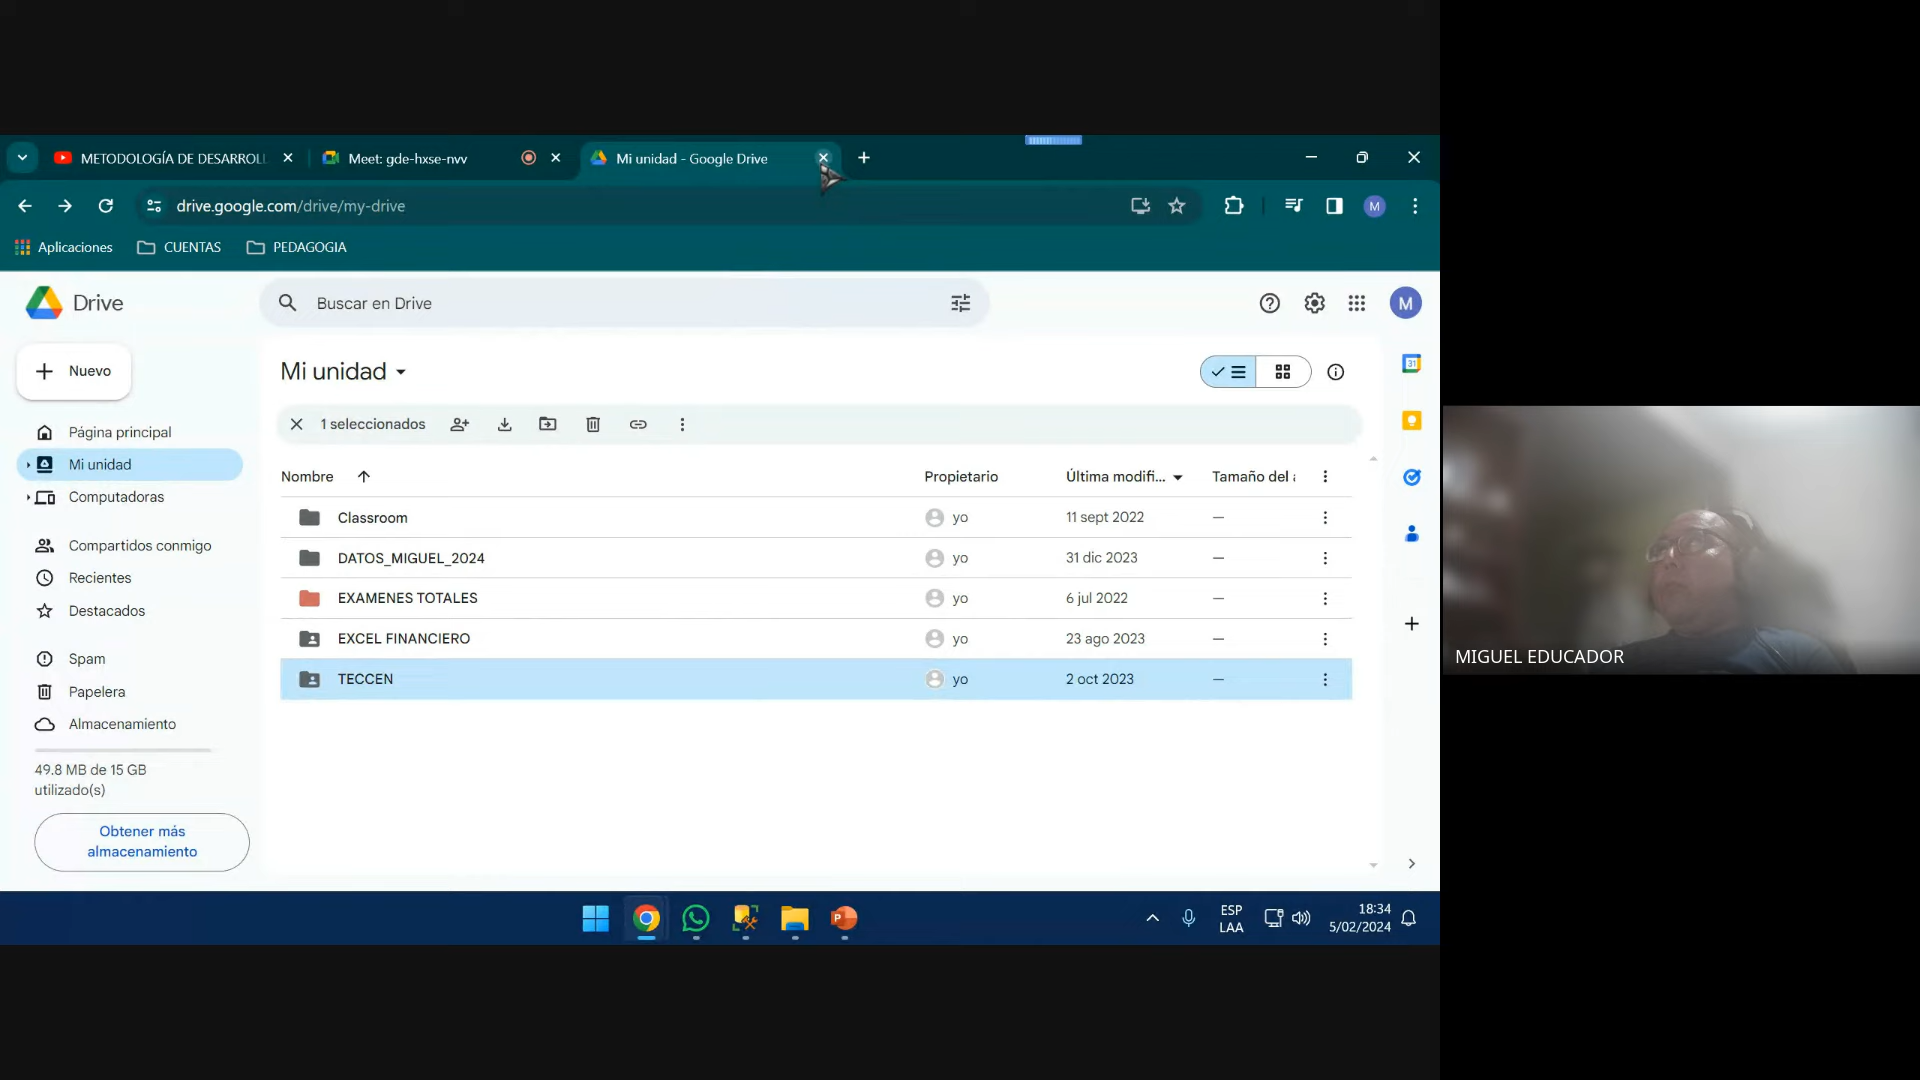 METODOLOGÍA DE DESARROLL
Meet: gde-hxse-nvv
Mi unidad - Google Drive
drive.google.com/drive/my-drive
M
Aplicaciones
CUENTAS
PEDAGOGIA
Drive
Buscar en Drive
M
Nuevo
Mi unidad
31
1 seleccionados
Página principal
Mi unidad
Computadoras
Compartidos conmigo
Recientes
Destacados
Spam
Papelera
Almacenamiento
49.8 MB de 15 GB
utilizado(s)
Obtener más
almacenamiento
Nombre Propietario Última modifi... Tamaño del a
Classroom yo 11 sept 2022 —
DATOS_MIGUEL_2024 yo 31 dic 2023 —
EXAMENES TOTALES yo 6 jul 2022 —
EXCEL FINANCIERO yo 23 ago 2023 —
TECCEN yo 2 oct 2023 —
MIGUEL EDUCADOR
P
ESP
LAA
18:34
5/02/2024